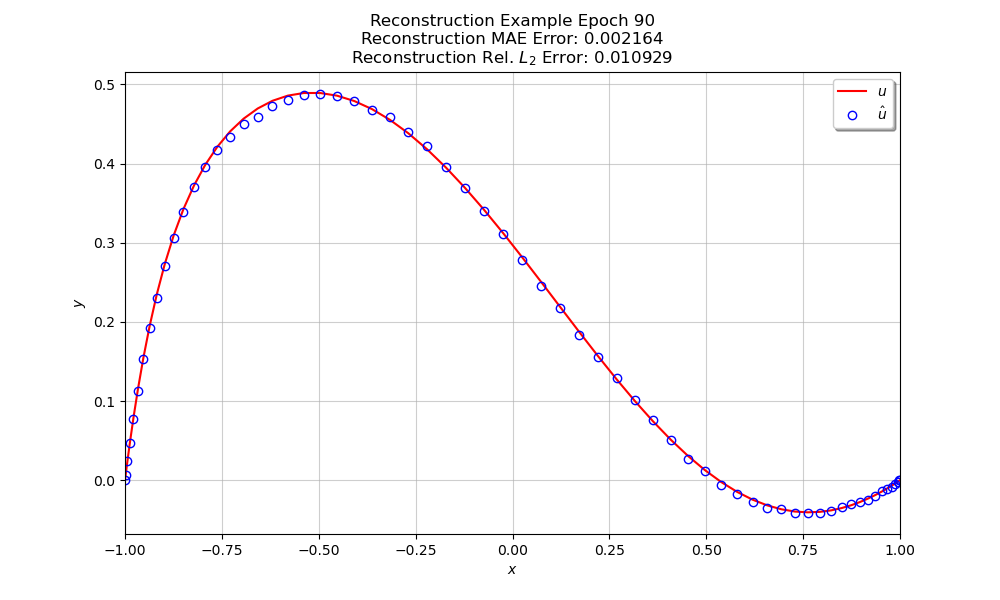 Reconstruction Example Epoch 90
Reconstruction MAE Error: 0.002164
Reconstruction Rel. $L_2$ Error: 0.010929
u
û
y
0.5
0.4
0.3
0.2
0.1
0.0
−1.00 −0.75 −0.50 −0.25 0.00 0.25 0.50 0.75 1.00
x